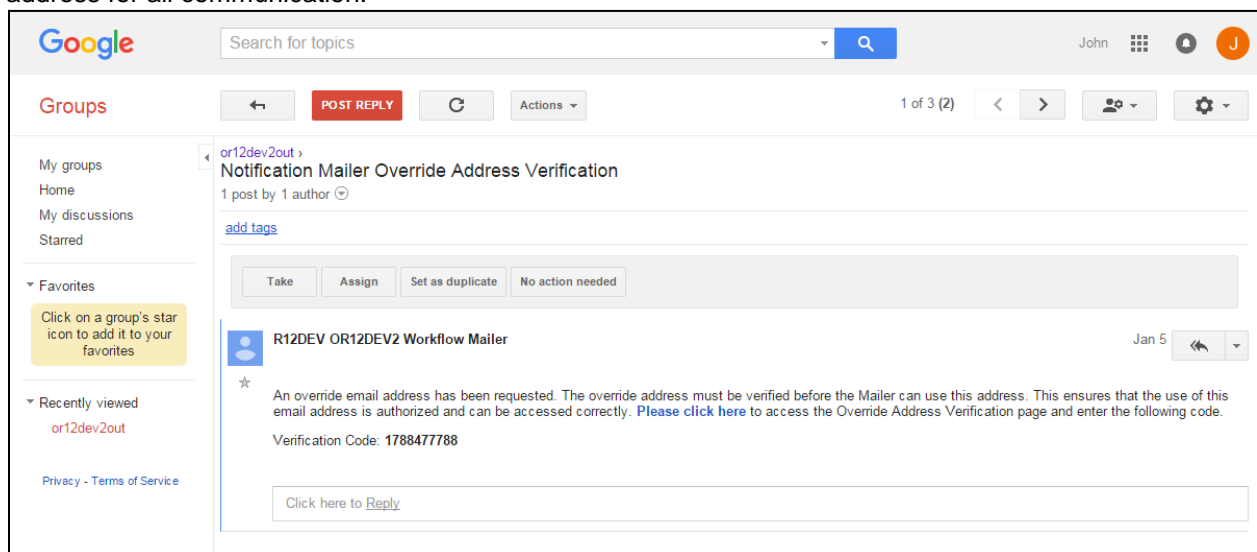 address for all communication.
Google
Search for topics
John
J
Groups
POST REPLY
C
Actions
1 of 3 (2)
My groups
Home
My discussions
Starred
Favorites
Click on a group's star
icon to add it to your
favorites
Recently viewed
or12dev2out
Privacy - Terms of Service
or12dev2out ›
Notification Mailer Override Address Verification
1 post by 1 author
add tags
Take
Assign
Set as duplicate
No action needed
R12DEV OR12DEV2 Workflow Mailer
Jan 5
An override email address has been requested. The override address must be verified before the Mailer can use this address. This ensures that the use of this
email address is authorized and can be accessed correctly. Please click here to access the Override Address Verification page and enter the following code.
Verification Code: 1788477788
Click here to Reply